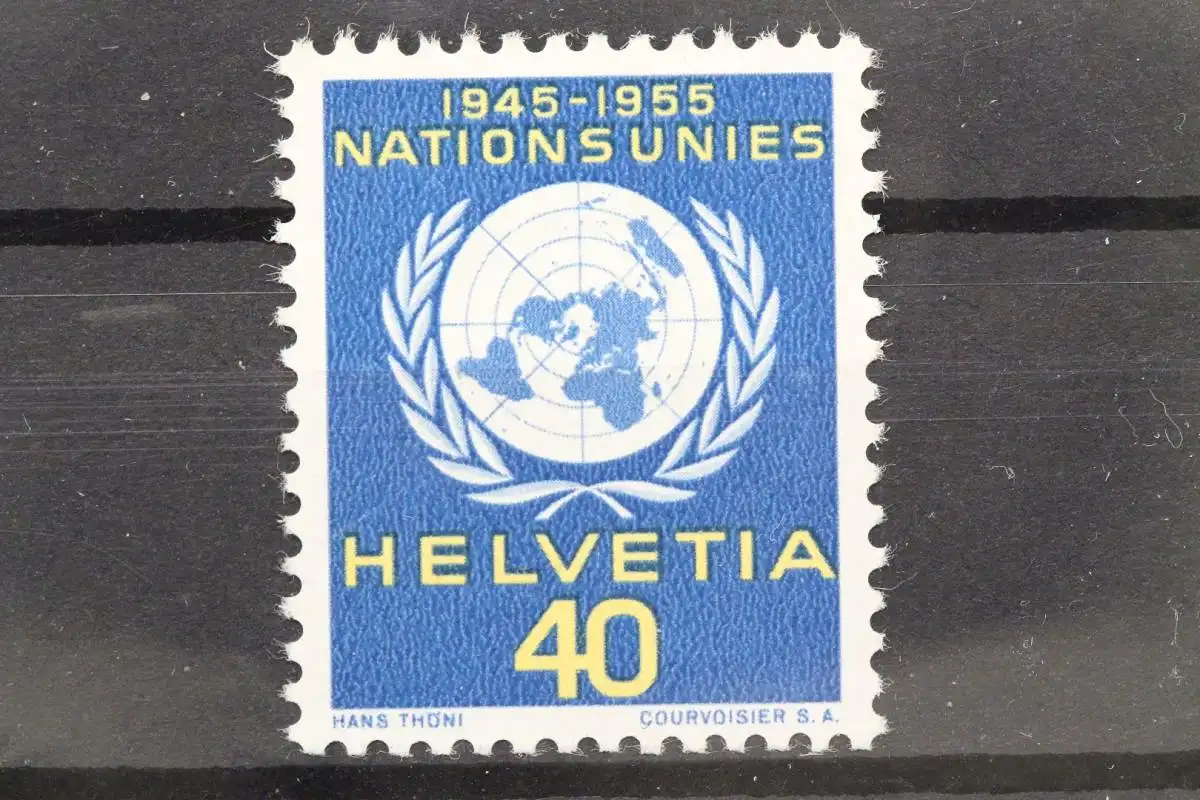 1945-1955
NATIONS UNIES
HELVETIA
40
HANS THÖNI COURVOISIER S. A.